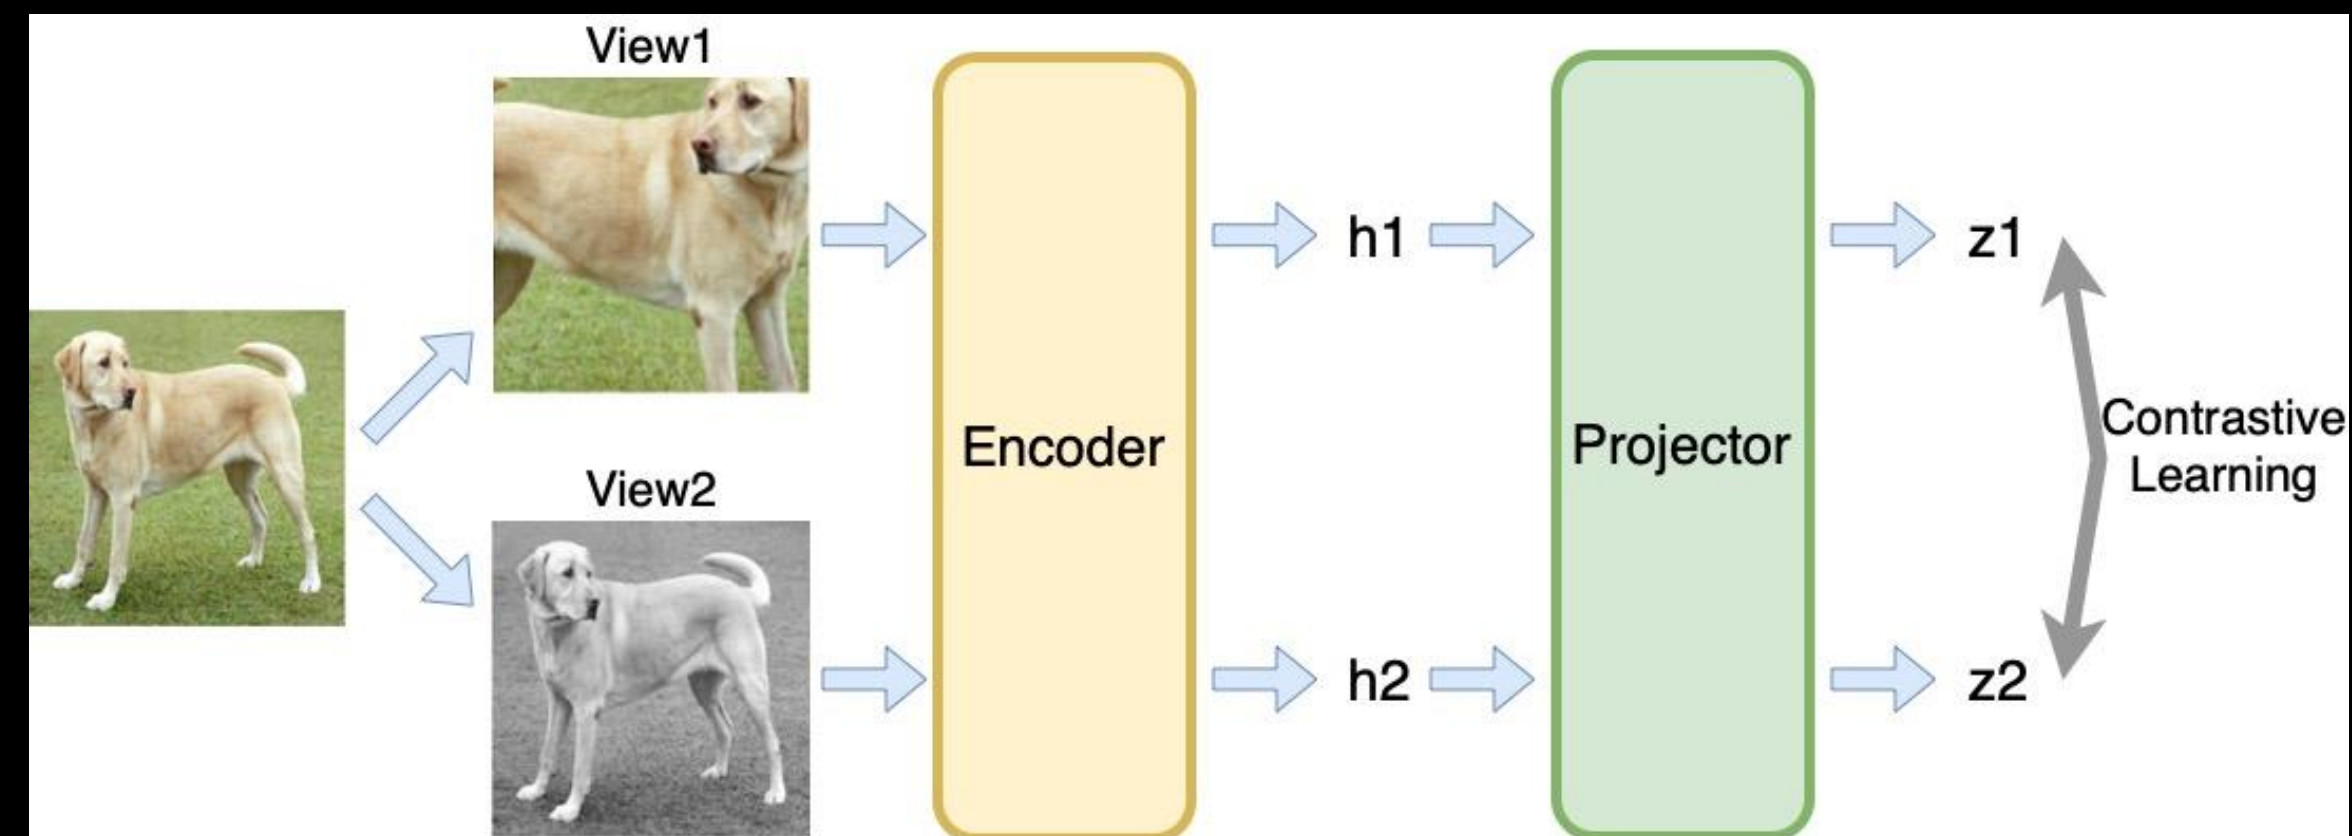 View1
View2
Encoder
h1
h2
Projector
z1
z2
Contrastive
Learning